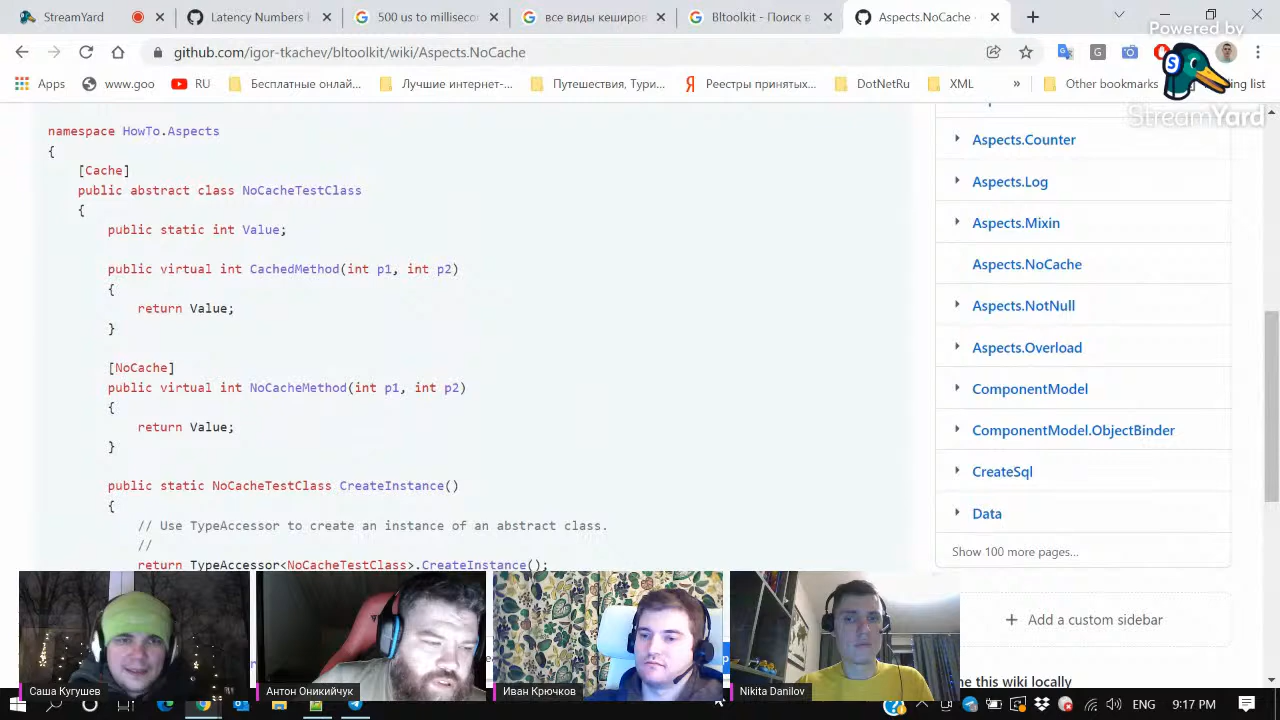 Latency Numbers
500 us to millisec
все виды кеширов
Bltoolkit - Поиск в
Aspects.NoCache
Powered by
github.com/igor-tkachev/bltoolkit/wiki/Aspects.NoCache
Apps
www.goo
RU
Бесплатные онлай...
Лучшие интернет-...
Путешествия, Тури...
Реестры принятых...
DotNetRu
XML
»
Other bookmarks
StreamYard
namespace HowTo.Aspects
{
[Cache]
public abstract class NoCacheTestClass
{
public static int Value;
public virtual int CachedMethod(int p1, int p2)
{
return Value;
}
[NoCache]
public virtual int NoCacheMethod(int p1, int p2)
{
return Value;
}
public static NoCacheTestClass CreateInstance()
{
// Use TypeAccessor to create an instance of an abstract class.
//
return TypeAccessor<NoCacheTestClass>.CreateInstance();
Aspects.Counter
Aspects.Log
Aspects.Mixin
Aspects.NoCache
Aspects.NotNull
Aspects.Overload
ComponentModel
ComponentModel.ObjectBinder
CreateSql
Data
Show 100 more pages...
+ Add a custom sidebar
this wiki locally
Саша Кугушев
Антон Оникийчук
Иван Крючков
Nikita Danilov
ENG
9:17 PM